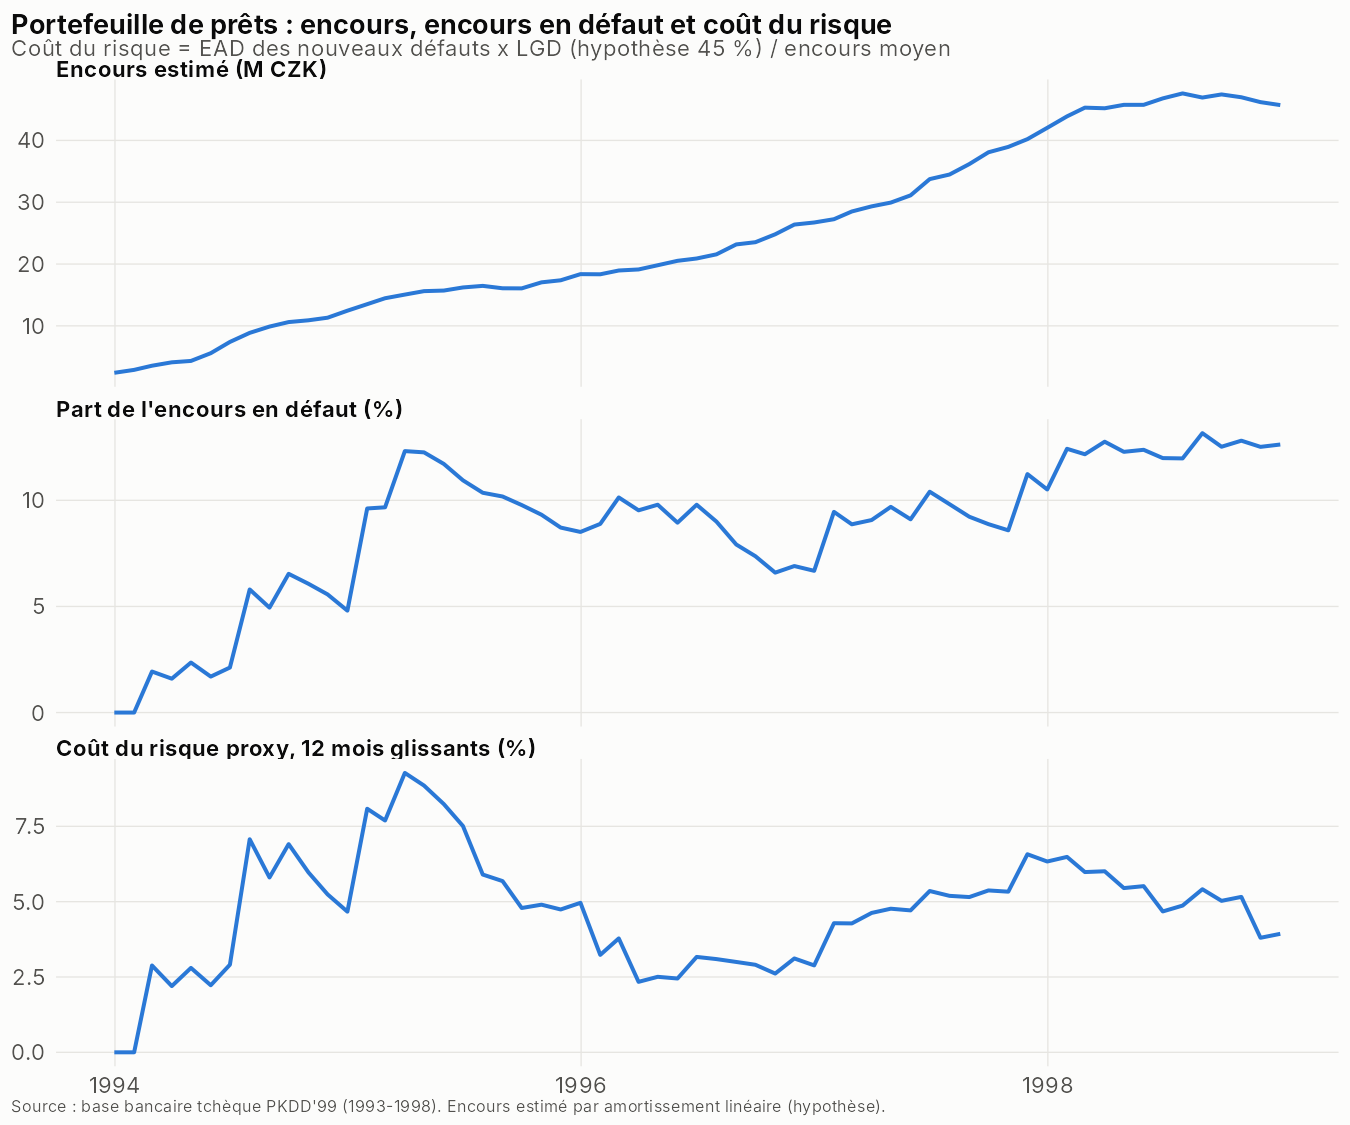 Portefeuille de prêts : encours, encours en défaut et coût du risque
Coût du risque = EAD des nouveaux défauts x LGD (hypothèse 45 %) / encours moyen
Encours estimé (M CZK)
40
30
20
10
Part de l'encours en défaut (%)
10
5
0
Coût du risque proxy, 12 mois glissants (%)
7.5
5.0
2.5
0.0
1994 1996 1998
Source : base bancaire tchèque PKDD'99 (1993-1998). Encours estimé par amortissement linéaire (hypothèse).